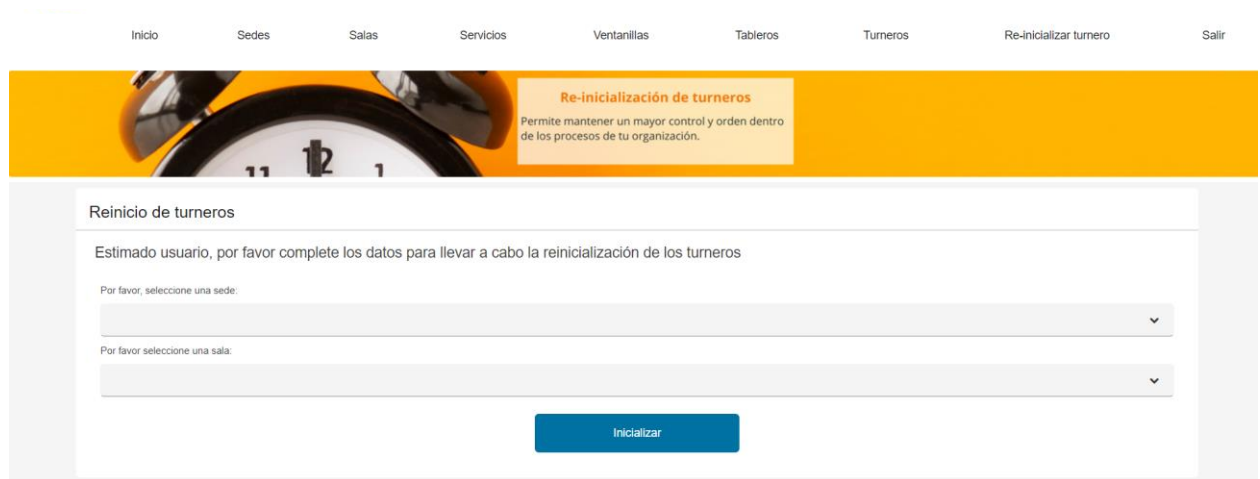 Inicio Sedes Salas Servicios Ventanillas Tableros Turneros Re-inicializar turnero Salir
Re-inicialización de turneros
Permite mantener un mayor control y orden dentro
de los procesos de tu organización.
11 12 1
Reinicio de turneros
Estimado usuario, por favor complete los datos para llevar a cabo la reinicialización de los turneros
Por favor, seleccione una sede:
Por favor seleccione una sala:
Inicializar